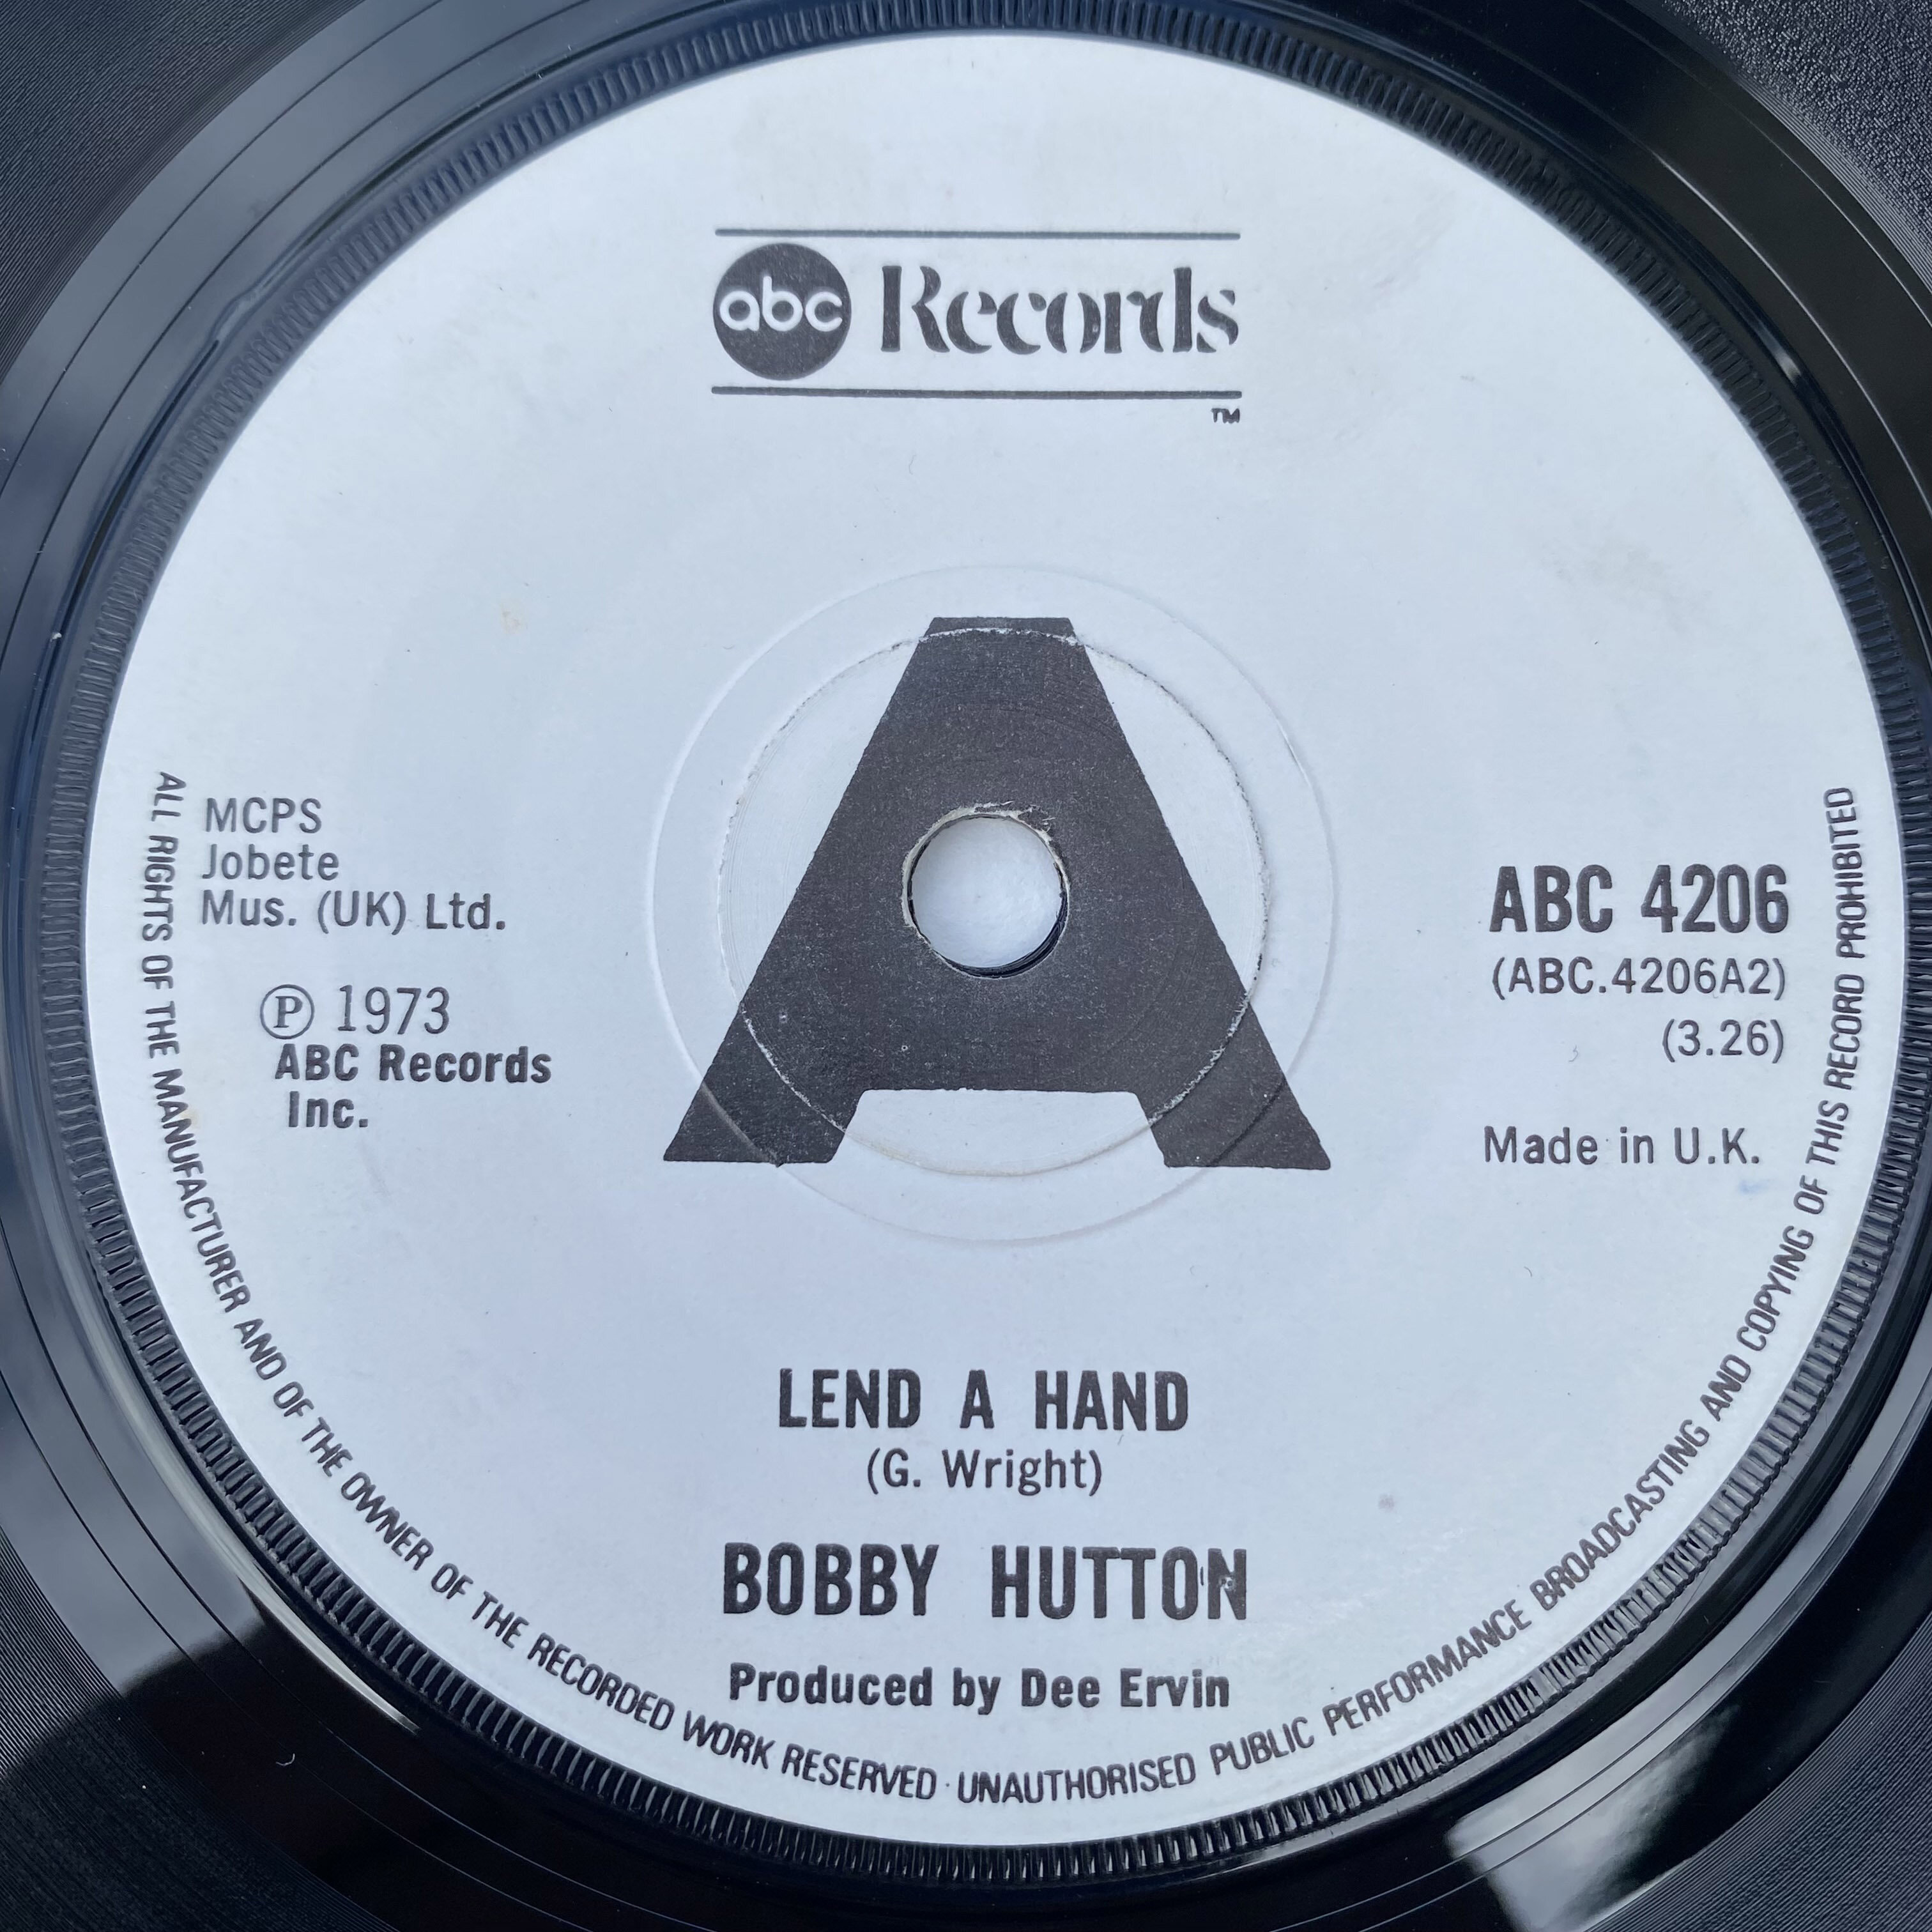 abc Records
TM
A
MCPS
Jobete
Mus. (UK) Ltd.
Ⓟ 1973
ABC Records
Inc.
ABC 4206
(ABC.4206A2)
(3.26)
Made in U.K.
LEND A HAND
(G. Wright)
BOBBY HUTTON
Produced by Dee Ervin
ALL RIGHTS OF THE MANUFACTURER AND OF THE OWNER OF THE RECORDED WORK RESERVED · UNAUTHORISED PUBLIC PERFORMANCE BROADCASTING AND COPYING OF THIS RECORD PROHIBITED